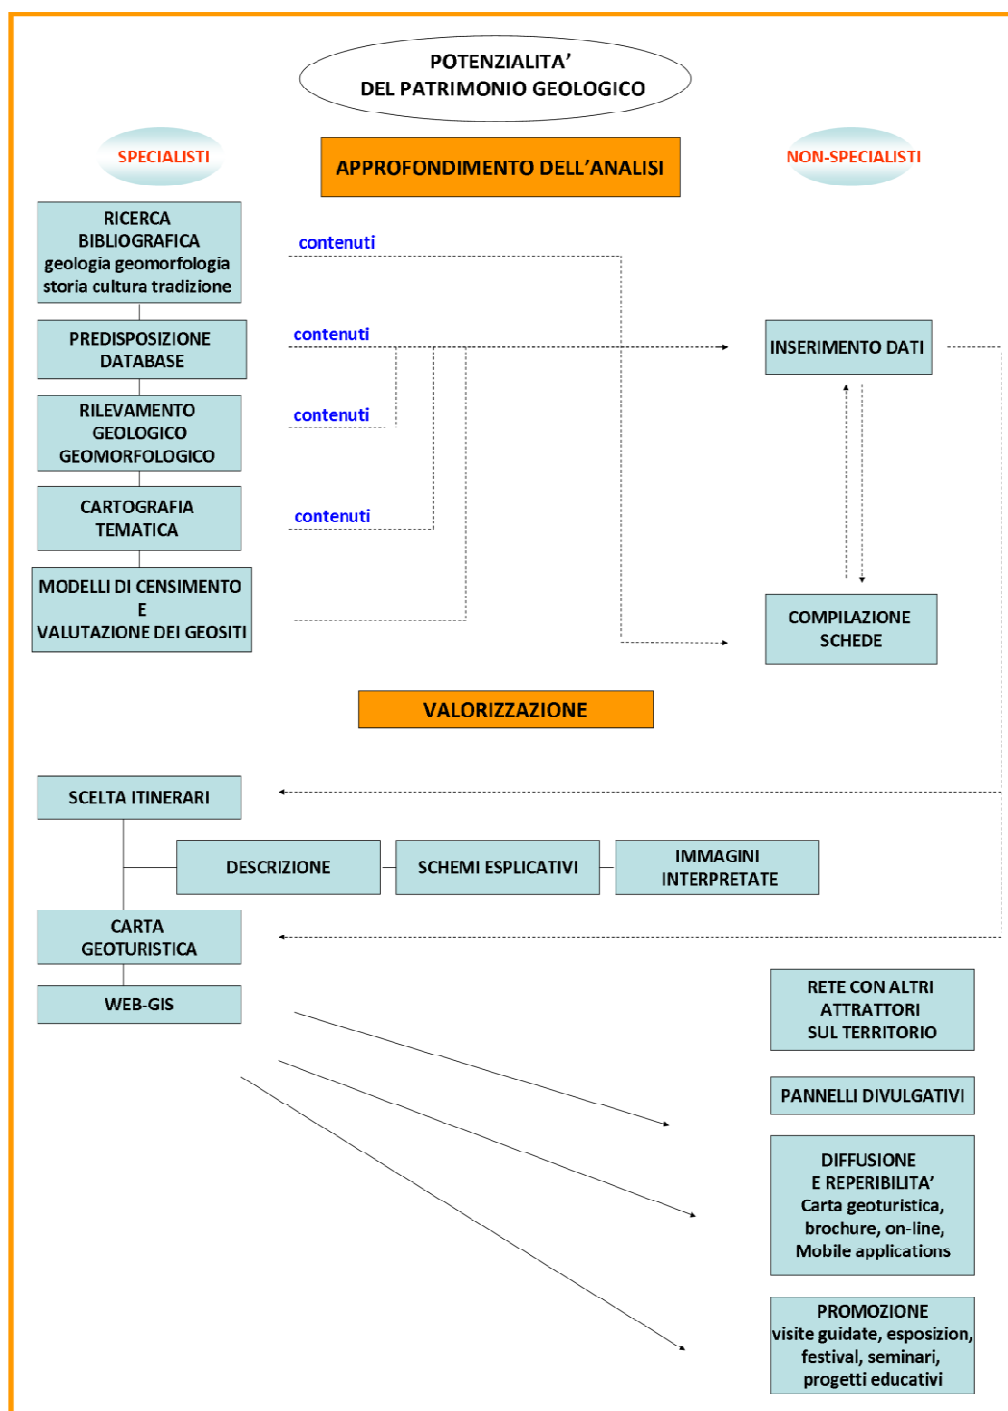 POTENZIALITA'
DEL PATRIMONIO GEOLOGICO
SPECIALISTI
APPROFONDIMENTO DELL'ANALISI
NON-SPECIALISTI
RICERCA
BIBLIOGRAFICA
geologia geomorfologia
storia cultura tradizione
contenuti
PREDISPOSIZIONE
DATABASE
contenuti
INSERIMENTO DATI
RILEVAMENTO
GEOLOGICO
GEOMORFOLOGICO
contenuti
CARTOGRAFIA
TEMATICA
contenuti
MODELLI DI CENSIMENTO
E
VALUTAZIONE DEI GEOSITI
COMPILAZIONE
SCHEDE
VALORIZZAZIONE
SCELTA ITINERARI
DESCRIZIONE
SCHEMI ESPLICATIVI
IMMAGINI
INTERPRETATE
CARTA
GEOTURISTICA
WEB-GIS
RETE CON ALTRI
ATTRATTORI
SUL TERRITORIO
PANNELLI DIVULGATIVI
DIFFUSIONE
E REPERIBILITA'
Carta geoturistica,
brochure, on-line,
Mobile applications
PROMOZIONE
visite guidate, esposizion,
festival, seminari,
progetti educativi